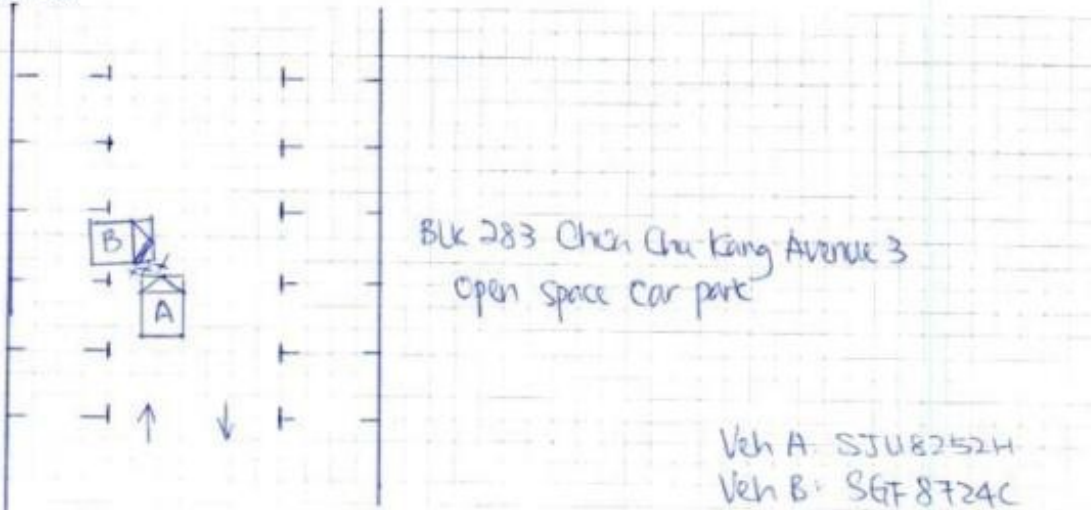 B
A
BLK 283 Choa Chu Kang Avenue 3
open space car park
Veh A: SJU8252H
Veh B: SGF8724C